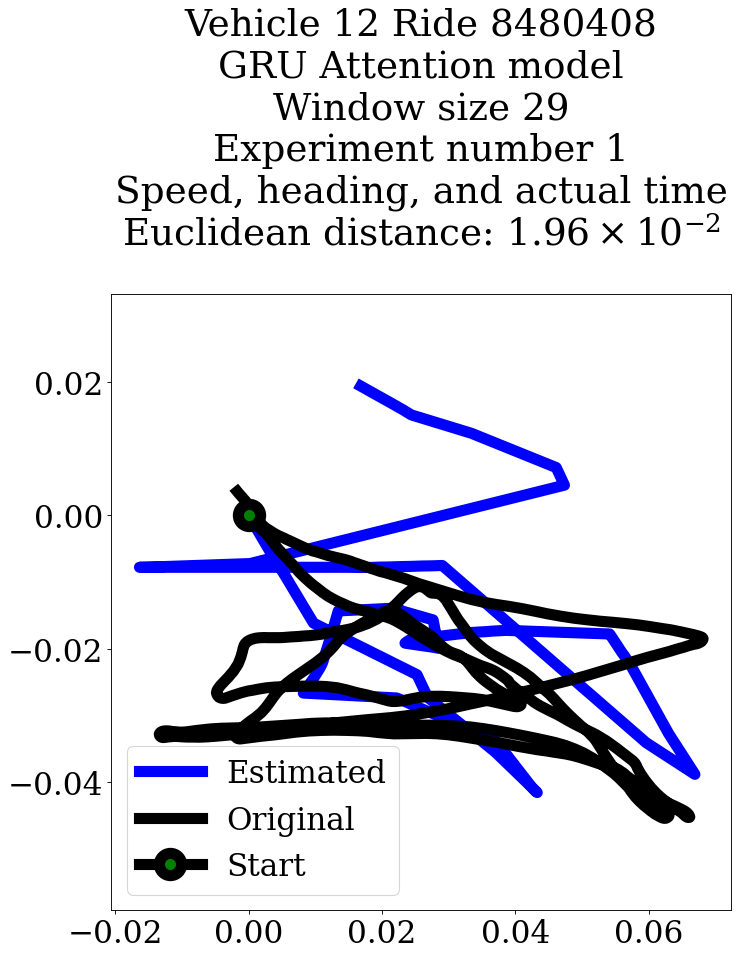 Vehicle 12 Ride 8480408
GRU Attention model
Window size 29
Experiment number 1
Speed, heading, and actual time
Euclidean distance: 1.96 × 10⁻²
0.02
0.00
−0.02
−0.04
Estimated
Original
Start
−0.02 0.00 0.02 0.04 0.06